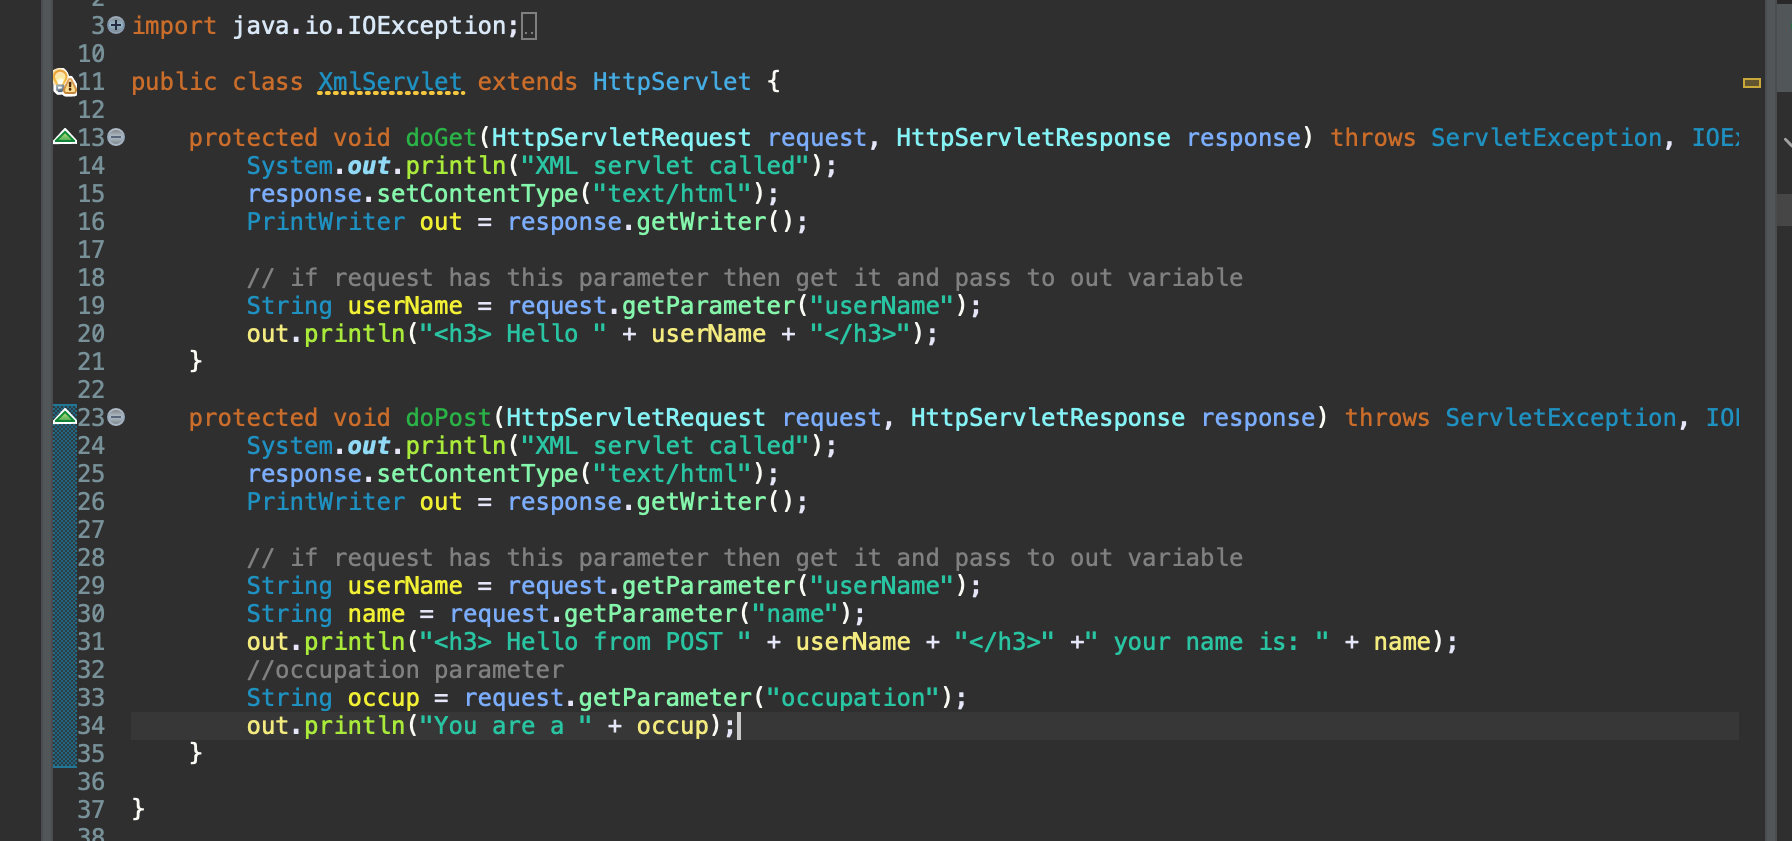 2
3 import java.io.IOException;
10
11 public class XmlServlet extends HttpServlet {
12
13 protected void doGet(HttpServletRequest request, HttpServletResponse response) throws ServletException,
14 System.out.println("XML servlet called");
15 response.setContentType("text/html");
16 PrintWriter out = response.getWriter();
17
18 // if request has this parameter then get it and pass to out variable
19 String userName = request.getParameter("userName");
20 out.println("<h3> Hello " + userName + "</h3>");
21 }
22
23 protected void doPost(HttpServletRequest request, HttpServletResponse response) throws ServletException,
24 System.out.println("XML servlet called");
25 response.setContentType("text/html");
26 PrintWriter out = response.getWriter();
27
28 // if request has this parameter then get it and pass to out variable
29 String userName = request.getParameter("userName");
30 String name = request.getParameter("name");
31 out.println("<h3> Hello from POST " + userName + "</h3>" +" your name is: " + name);
32 //occupation parameter
33 String occup = request.getParameter("occupation");
34 out.println("You are a " + occup);
35 }
36
37 }
38